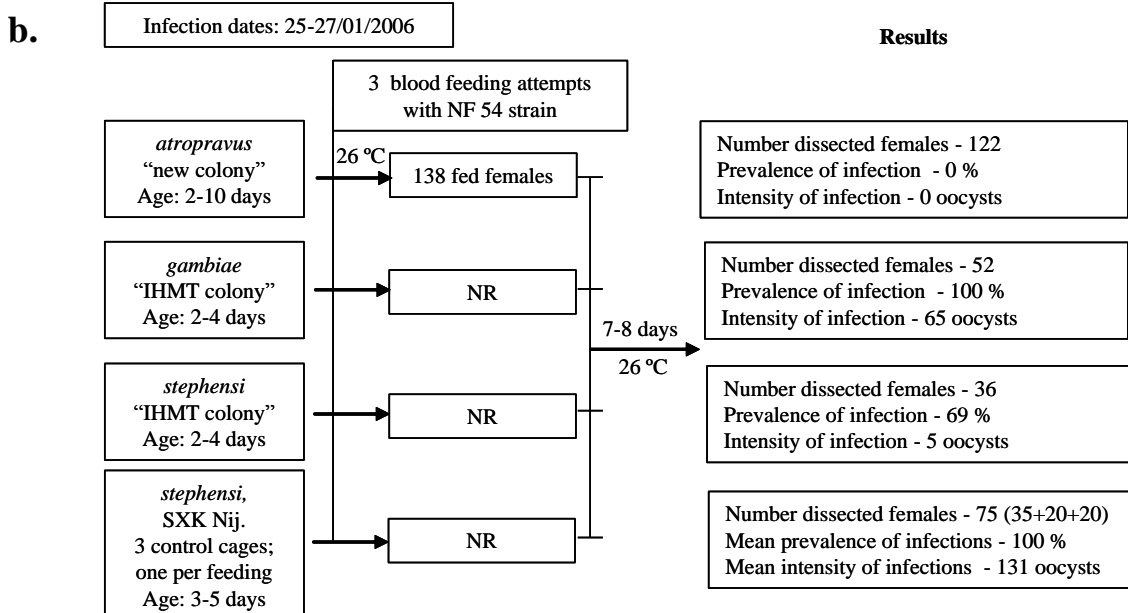 b.
Infection dates: 25-27/01/2006
Results
3 blood feeding attempts
with NF 54 strain
atropravus
“new colony”
Age: 2-10 days
26 ºC
138 fed females
Number dissected females - 122
Prevalence of infection - 0 %
Intensity of infection - 0 oocysts
gambiae
“IHMT colony”
Age: 2-4 days
NR
Number dissected females - 52
Prevalence of infection - 100 %
Intensity of infection - 65 oocysts
7-8 days
26 ºC
stephensi
“IHMT colony”
Age: 2-4 days
NR
Number dissected females - 36
Prevalence of infection - 69 %
Intensity of infection - 5 oocysts
stephensi,
SXK Nij.
3 control cages;
one per feeding
Age: 3-5 days
NR
Number dissected females - 75 (35+20+20)
Mean prevalence of infections - 100 %
Mean intensity of infections - 131 oocysts